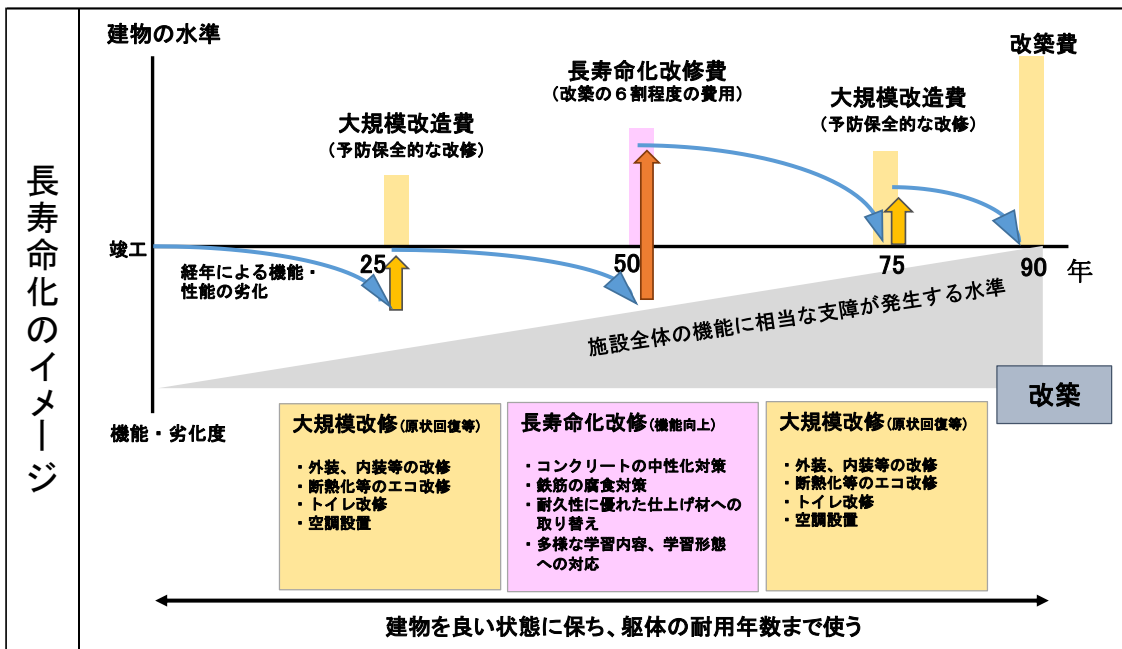 長寿命化のイメージ
建物の水準
改築費
長寿命化改修費
（改築の６割程度の費用）
大規模改造費
（予防保全的な改修）
大規模改造費
（予防保全的な改修）
竣工
25
50
75
90
年
経年による機能・
性能の劣化
施設全体の機能に相当な支障が発生する水準
改築
機能・劣化度
大規模改修（原状回復等）
・外装、内装等の改修
・断熱化等のエコ改修
・トイレ改修
・空調設置
長寿命化改修（機能向上）
・コンクリートの中性化対策
・鉄筋の腐食対策
・耐久性に優れた仕上げ材への
取り替え
・多様な学習内容、学習形態
への対応
大規模改修（原状回復等）
・外装、内装等の改修
・断熱化等のエコ改修
・トイレ改修
・空調設置
建物を良い状態に保ち、躯体の耐用年数まで使う